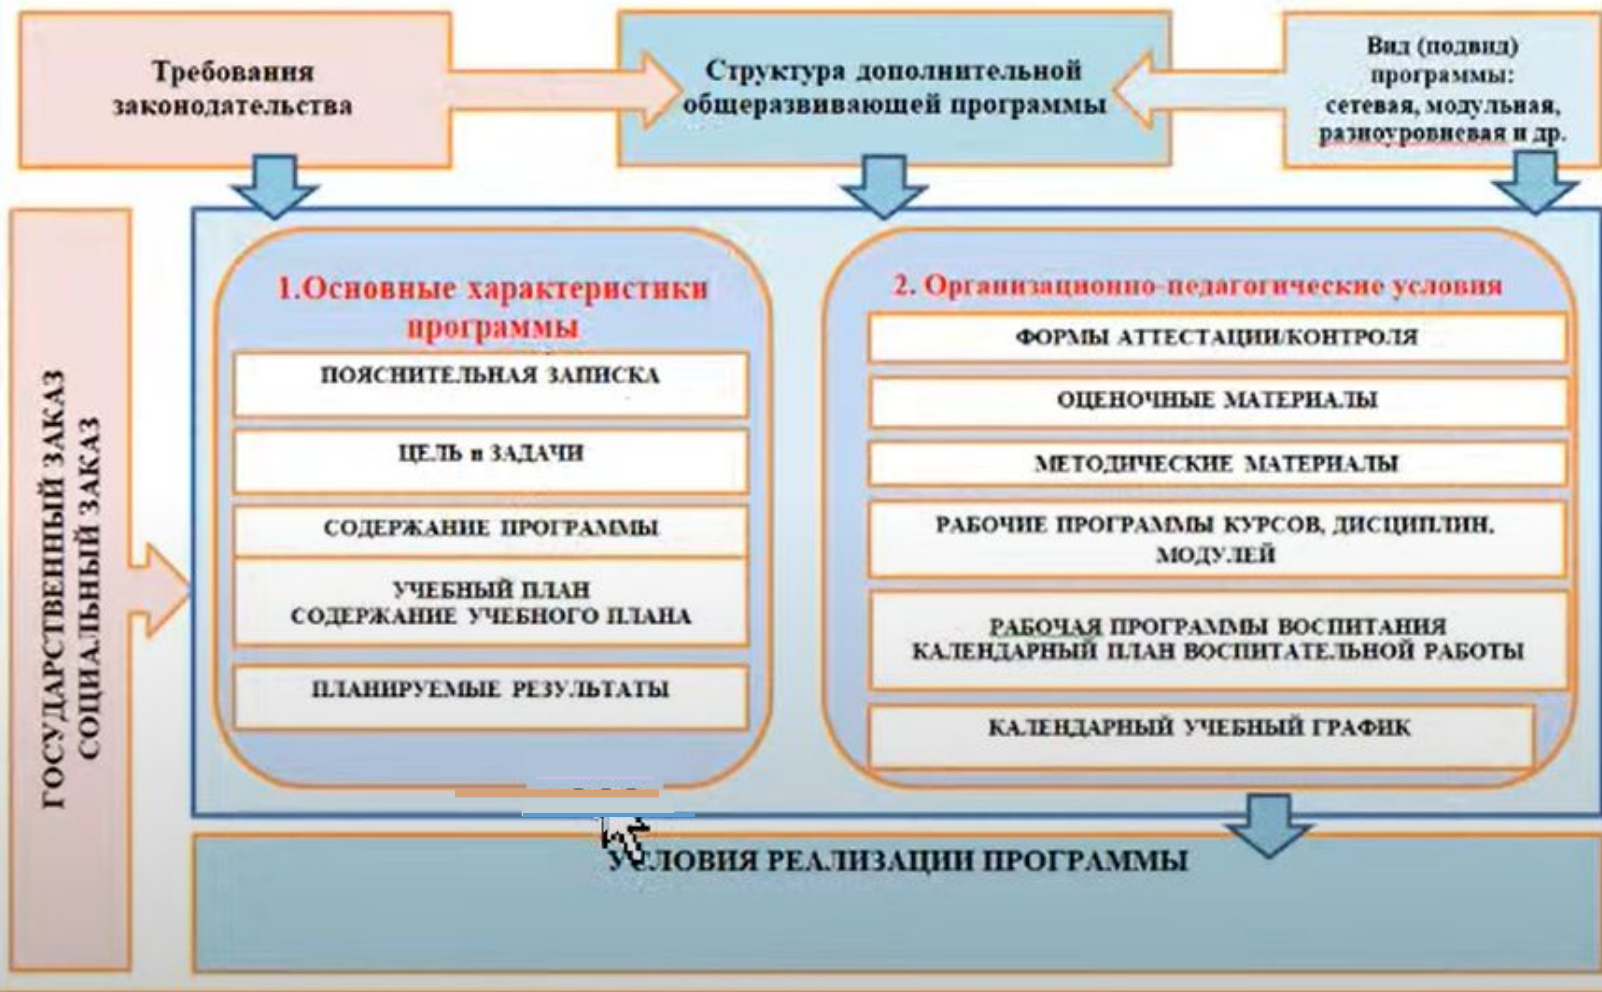 Требования
законодательства
Структура дополнительной
общеразвивающей программы
Вид (подвид)
программы:
сетевая, модульная,
разноуровневая и др.
ГОСУДАРСТВЕННЫЙ ЗАКАЗ
СОЦИАЛЬНЫЙ ЗАКАЗ
1.Основные характеристики
программы
ПОЯСНИТЕЛЬНАЯ ЗАПИСКА
ЦЕЛЬ и ЗАДАЧИ
СОДЕРЖАНИЕ ПРОГРАММЫ
УЧЕБНЫЙ ПЛАН
СОДЕРЖАНИЕ УЧЕБНОГО ПЛАНА
ПЛАНИРУЕМЫЕ РЕЗУЛЬТАТЫ
2. Организационно-педагогические условия
ФОРМЫ АТТЕСТАЦИИ/КОНТРОЛЯ
ОЦЕНОЧНЫЕ МАТЕРИАЛЫ
МЕТОДИЧЕСКИЕ МАТЕРИАЛЫ
РАБОЧИЕ ПРОГРАММЫ КУРСОВ, ДИСЦИПЛИН,
МОДУЛЕЙ
РАБОЧАЯ ПРОГРАММЫ ВОСПИТАНИЯ
КАЛЕНДАРНЫЙ ПЛАН ВОСПИТАТЕЛЬНОЙ РАБОТЫ
КАЛЕНДАРНЫЙ УЧЕБНЫЙ ГРАФИК
УСЛОВИЯ РЕАЛИЗАЦИИ ПРОГРАММЫ